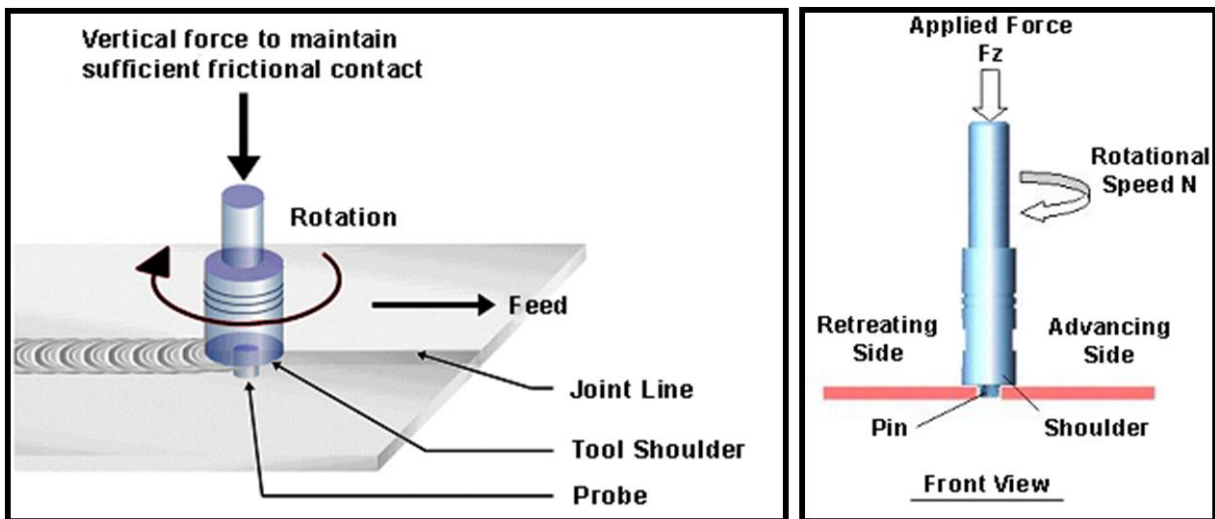 Vertical force to maintain
sufficient frictional contact
Rotation
Feed
Joint Line
Tool Shoulder
Probe
Applied Force
Fz
Rotational
Speed N
Retreating
Side
Advancing
Side
Pin
Shoulder
Front View